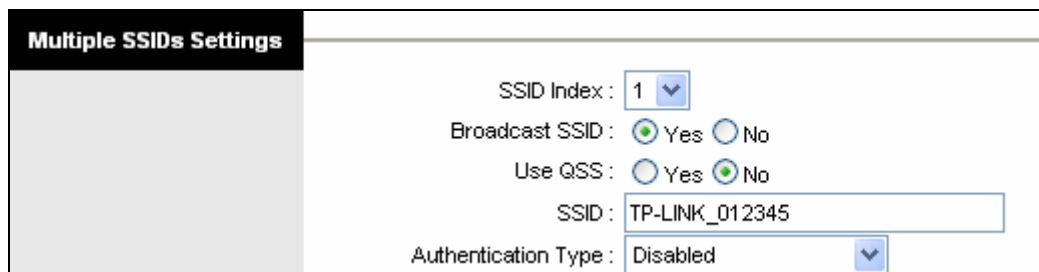 Multiple SSIDs Settings
SSID Index : 1
Broadcast SSID : Yes No
Use QSS : Yes No
SSID : TP-LINK_012345
Authentication Type : Disabled